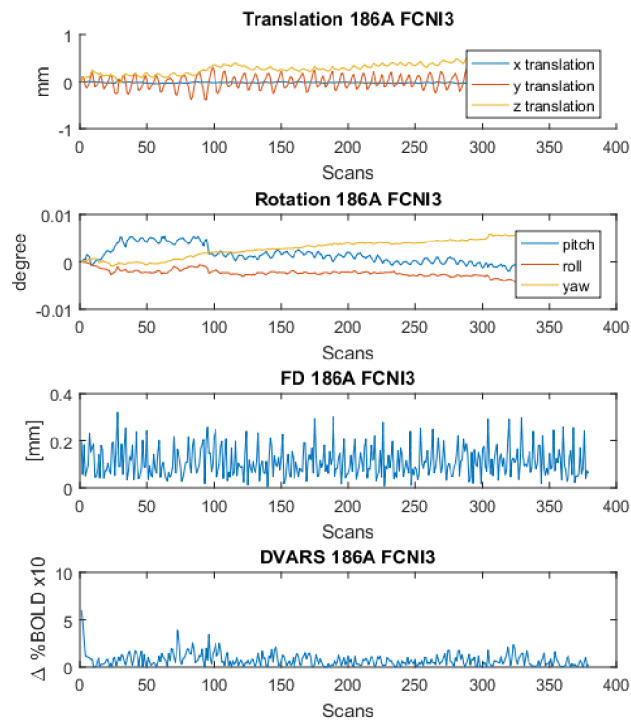 Translation 186A FCNI3
1
0
-1
mm
x translation
y translation
z translation
0 50 100 150 200 250 300 350 400
Scans
Rotation 186A FCNI3
0.01
0
-0.01
degree
pitch
roll
yaw
0 50 100 150 200 250 300 350 400
Scans
FD 186A FCNI3
0.4
0.2
0
[mm]
0 50 100 150 200 250 300 350 400
Scans
DVARS 186A FCNI3
10
5
0
Δ %BOLD x10
0 50 100 150 200 250 300 350 400
Scans